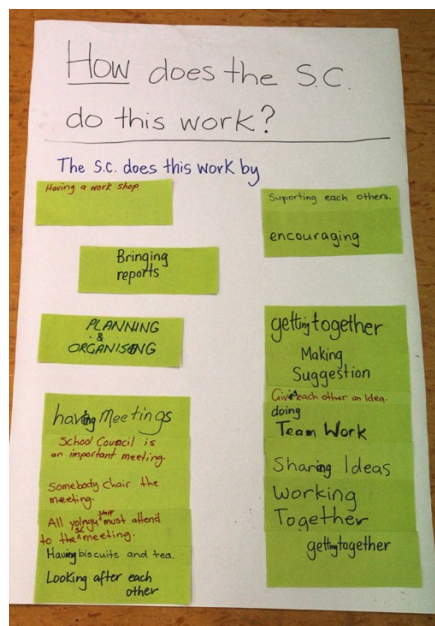 How does the S.C.
do this work?
The S.C. does this work by
Having a work shop.
Bringing
reports
PLANNING
&
ORGANISING
having Meetings
School Council is
an important meeting.
Somebody chair the
meeting.
All yolngu staff must attend
to the SC meeting.
Having biscuits and tea.
Looking after each
other
Suporting each others.
encouraging
getting together
Making
Suggestion
Giving each other an Idea.
doing
Team Work
Sharing Ideas
Working
Together
getting together